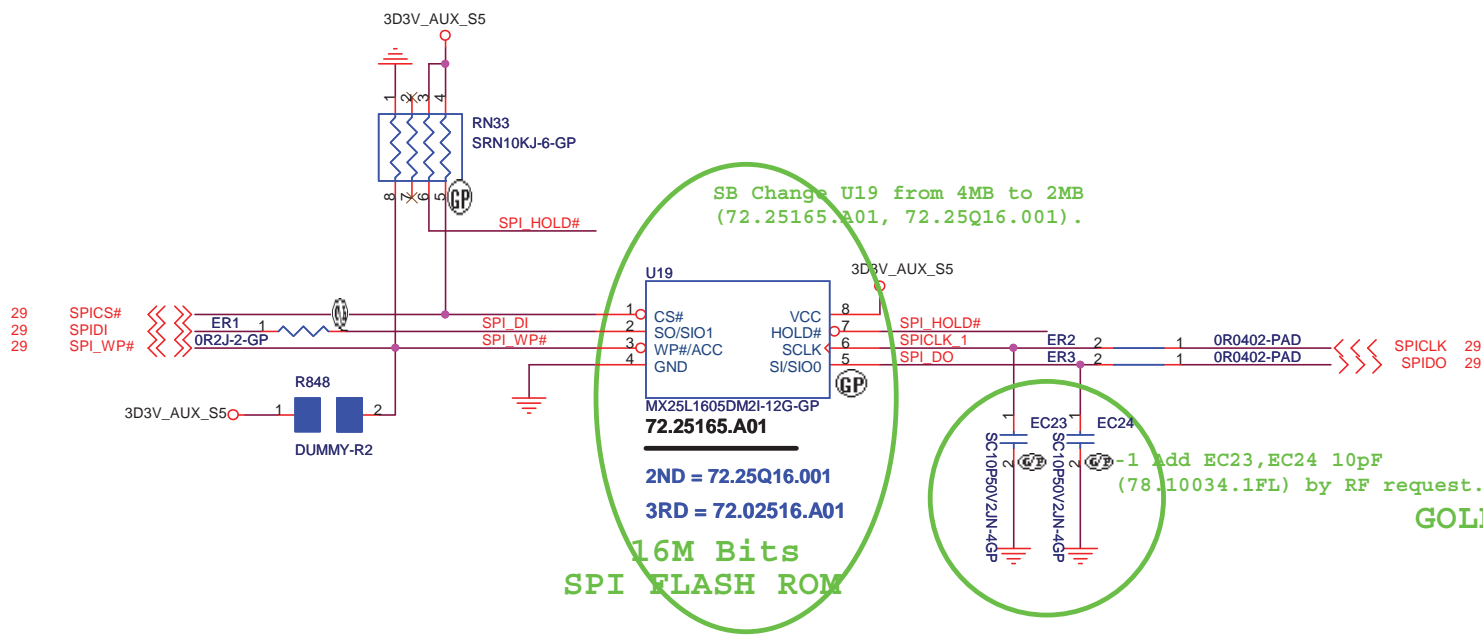 3D3V_AUX_S5
1 2 3 4
RN33
SRN10KJ-6-GP
8 7 6 5
GP
SPI_HOLD#
SB Change U19 from 4MB to 2MB
(72.25165.A01, 72.25Q16.001).
U19
3D3V_AUX_S5
29 SPICS#
29 SPIDI
29 SPI_WP#
ER1 1
0R2J-2-GP
SPI_DI
SPI_WP#
1 CS#
2 SO/SIO1
3 WP#/ACC
4 GND
VCC 8
HOLD# 7
SCLK 6
SI/SIO0 5
SPI_HOLD#
SPICLK_1
SPI_DO
ER2 2 1 0R0402-PAD
ER3 2 1 0R0402-PAD
SPICLK 29
SPIDO 29
GP
R848
3D3V_AUX_S5 1 2
DUMMY-R2
MX25L1605DM2I-12G-GP
72.25165.A01
2ND = 72.25Q16.001
3RD = 72.02516.A01
16M Bits
SPI FLASH ROM
1 EC23
2
SC10P50V2JN-4GP
1 EC24
2
SC10P50V2JN-4GP
-1 Add EC23,EC24 10pF
(78.10034.1FL) by RF request.
GOL